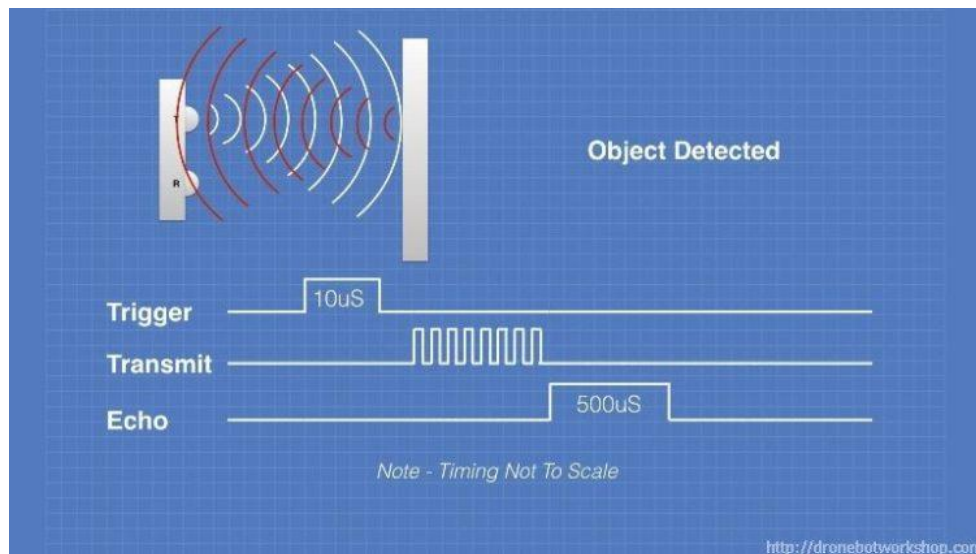 T
R
Object Detected
Trigger
10uS
Transmit
Echo
500uS
Note - Timing Not To Scale
http://dronebotworkshop.com